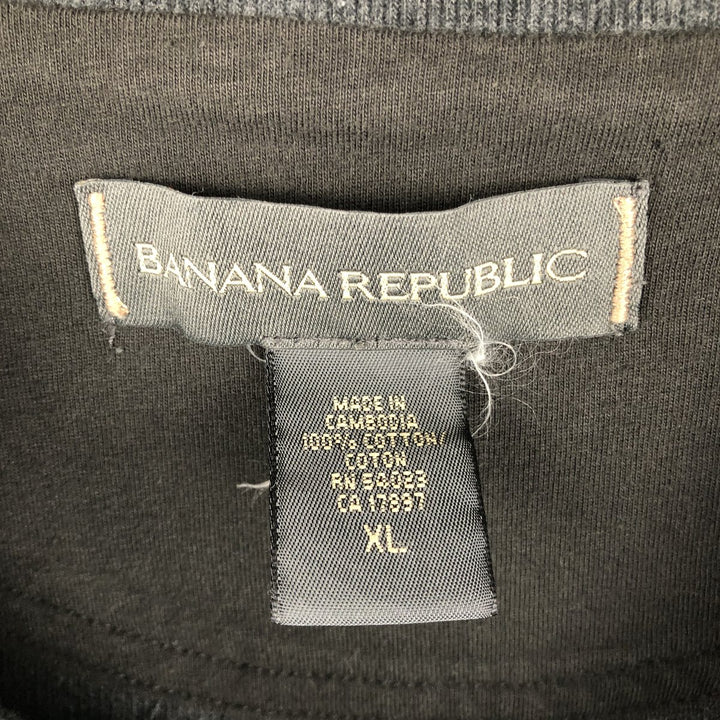 BANANA REPUBLIC
MADE IN
CAMBODIA
100% COTTON/
COTON
RN 54023
CA 17897
XL